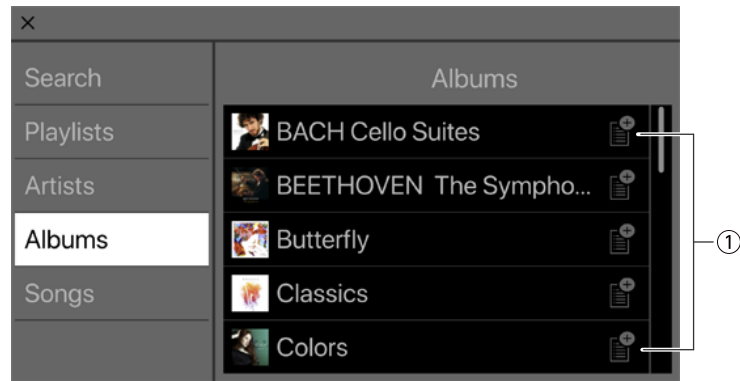 ×
Search
Playlists
Artists
Albums
Songs
Albums
BACH Cello Suites
BEETHOVEN The Sympho...
Butterfly
Classics
Colors
①